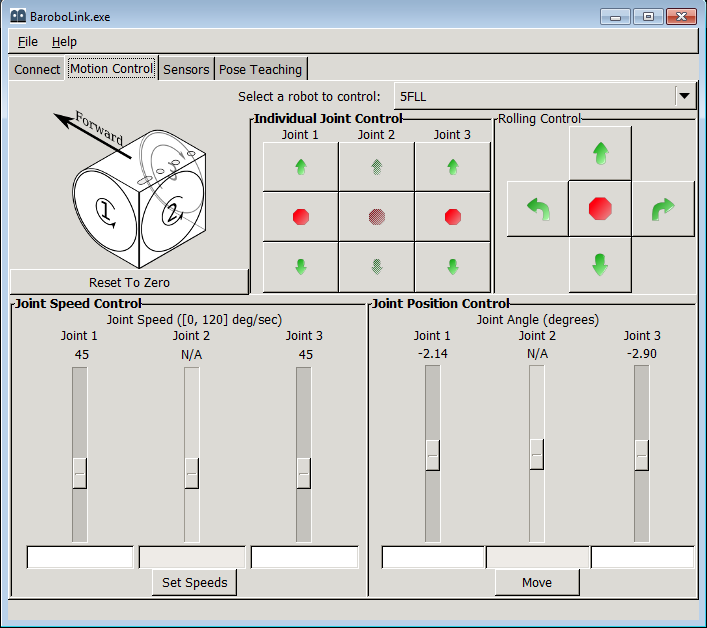 BaroboLink.exe
File Help
Connect Motion Control Sensors Pose Teaching
Select a robot to control: 5FLL
Forward
1 2 3
Reset To Zero
Individual Joint Control
Joint 1 Joint 2 Joint 3
Rolling Control
Joint Speed Control
Joint Speed ([0, 120] deg/sec)
Joint 1 Joint 2 Joint 3
45 N/A 45
Set Speeds
Joint Position Control
Joint Angle (degrees)
Joint 1 Joint 2 Joint 3
-2.14 N/A -2.90
Move